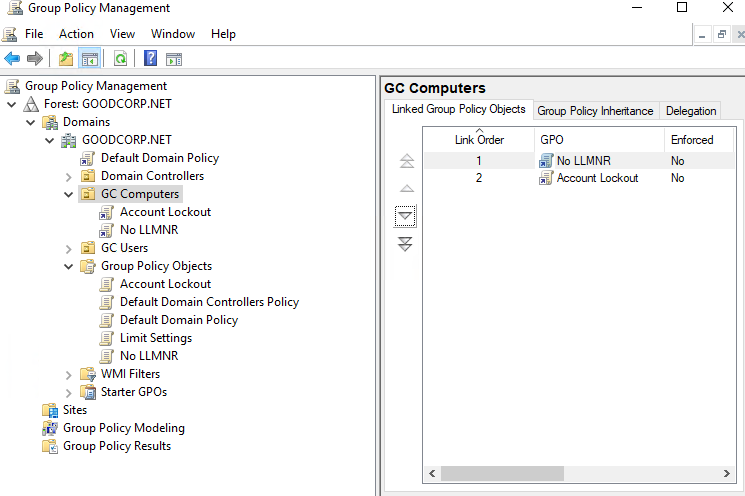 Group Policy Management
File Action View Window Help
Group Policy Management
Forest: GOODCORP.NET
Domains
GOODCORP.NET
Default Domain Policy
Domain Controllers
GC Computers
Account Lockout
No LLMNR
GC Users
Group Policy Objects
Account Lockout
Default Domain Controllers Policy
Default Domain Policy
Limit Settings
No LLMNR
WMI Filters
Starter GPOs
Sites
Group Policy Modeling
Group Policy Results
GC Computers
Linked Group Policy Objects Group Policy Inheritance Delegation
Link Order GPO Enforced
1 No LLMNR No
2 Account Lockout No